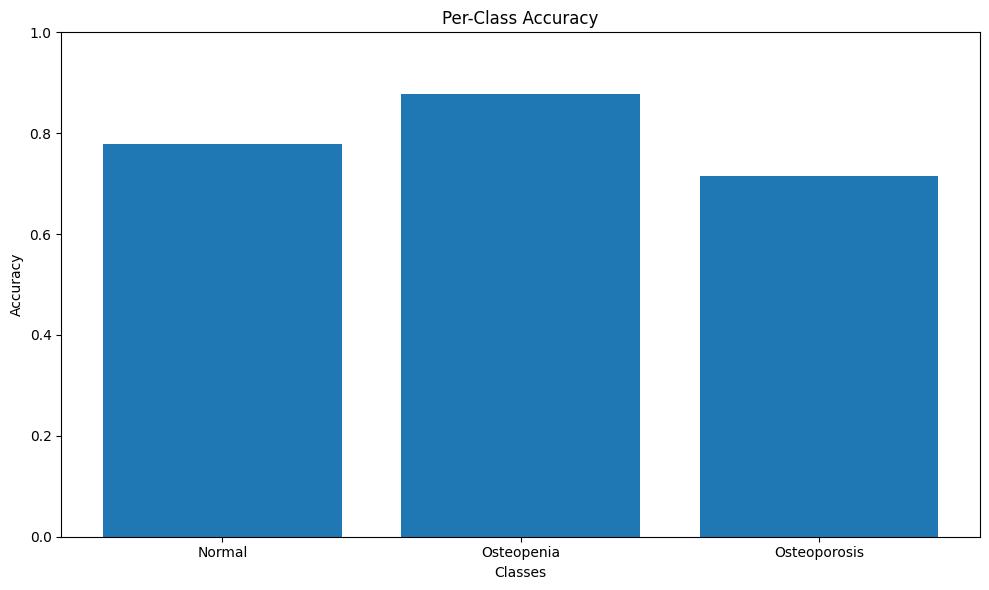 Per-Class Accuracy
1.0
0.8
0.6
0.4
0.2
0.0
Accuracy
Normal
Osteopenia
Osteoporosis
Classes